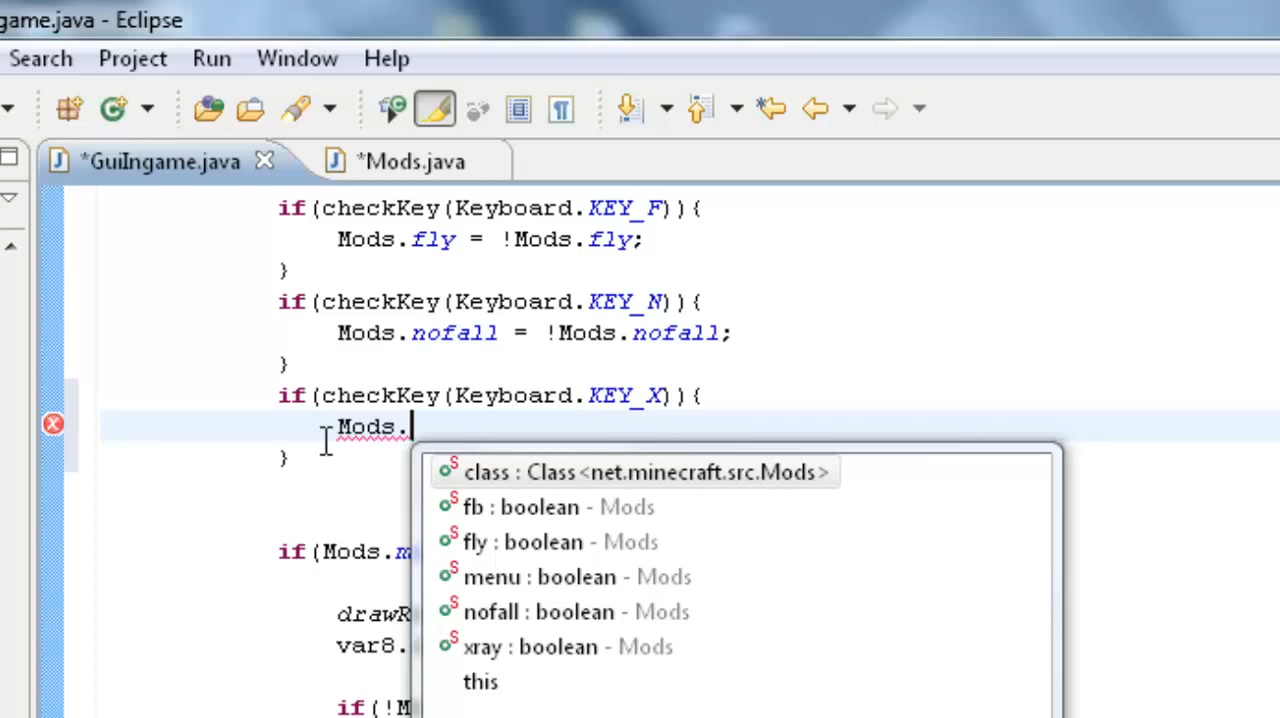 game.java - Eclipse
Search Project Run Window Help
*GuiIngame.java *Mods.java
if(checkKey(Keyboard.KEY_F)){
Mods.fly = !Mods.fly;
}
if(checkKey(Keyboard.KEY_N)){
Mods.nofall = !Mods.nofall;
}
if(checkKey(Keyboard.KEY_X)){
Mods.
}
class : Class<net.minecraft.src.Mods>
fb : boolean - Mods
fly : boolean - Mods
menu : boolean - Mods
nofall : boolean - Mods
xray : boolean - Mods
this
if(Mods.m
drawR
var8.
if(!M